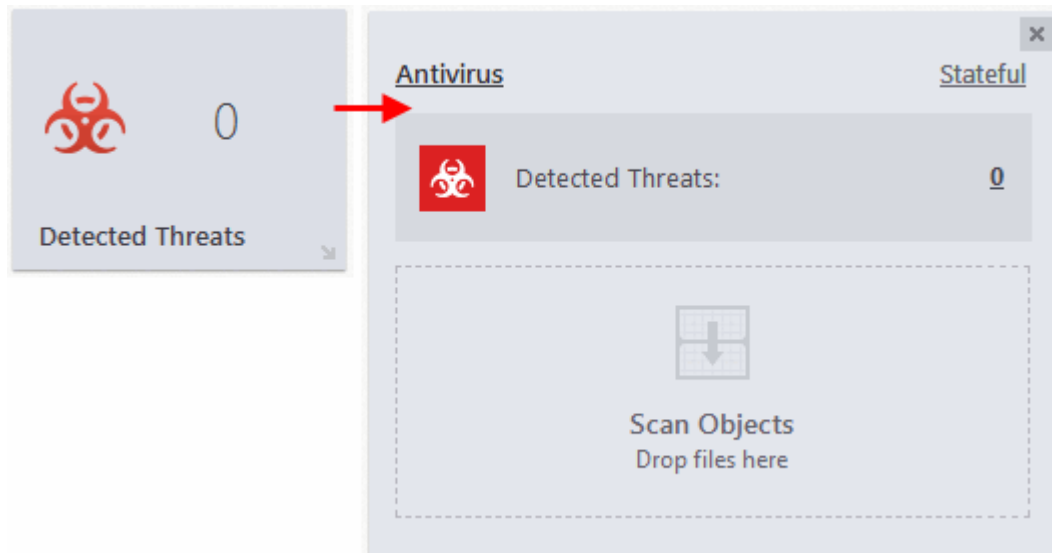 0
Detected Threats
Antivirus Stateful
Detected Threats: 0
Scan Objects
Drop files here